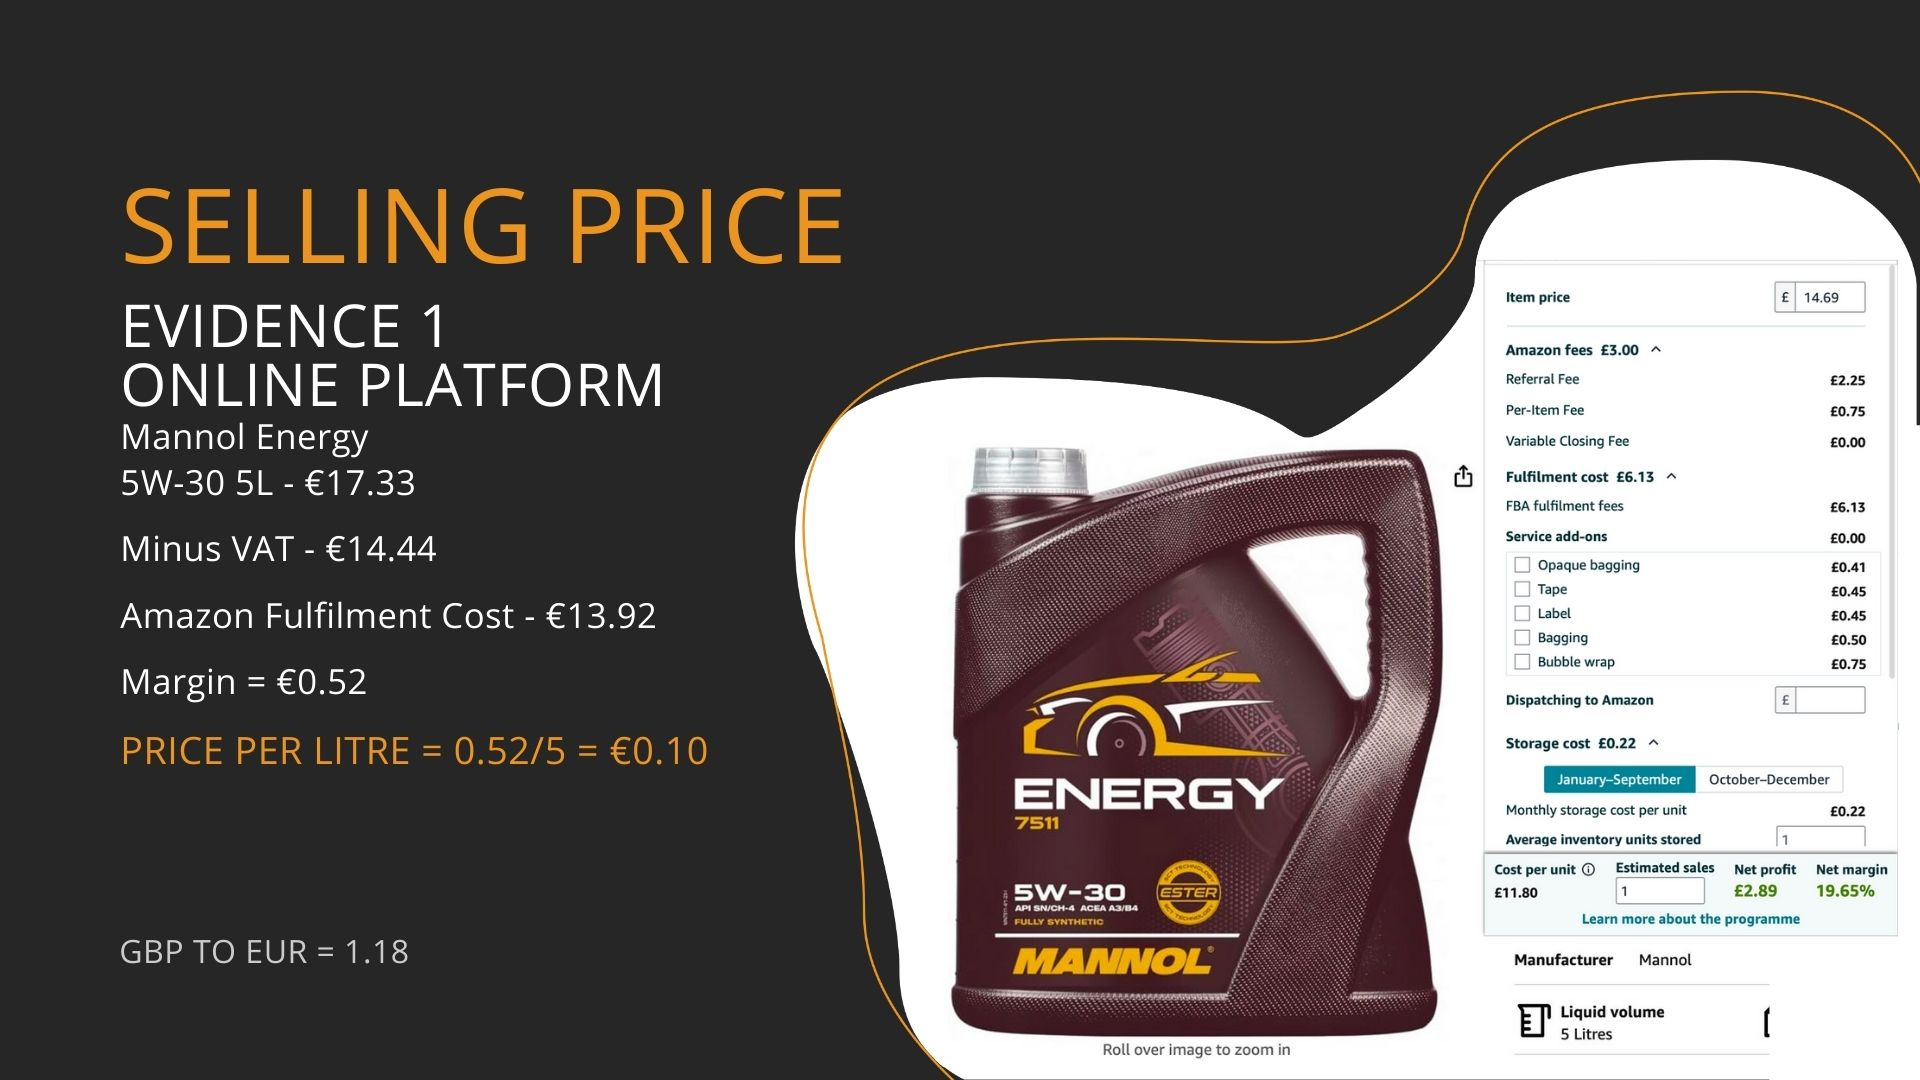 SELLING PRICE
EVIDENCE 1
ONLINE PLATFORM
Mannol Energy
5W-30 5L - €17.33
Minus VAT - €14.44
Amazon Fulfilment Cost - €13.92
Margin = €0.52
PRICE PER LITRE = 0.52/5 = €0.10
GBP TO EUR = 1.18
ENERGY
7511
5W-30
API SN/CH-4 ACEA A3/B4
FULLY SYNTHETIC
SCT-TECHNOLOGY
ESTER
SCT-TECHNOLOGY
MANNOL®
Roll over image to zoom in
Item price £ 14.69
Amazon fees £3.00
Referral Fee £2.25
Per-Item Fee £0.75
Variable Closing Fee £0.00
Fulfilment cost £6.13
FBA fulfilment fees £6.13
Service add-ons £0.00
Opaque bagging £0.41
Tape £0.45
Label £0.45
Bagging £0.50
Bubble wrap £0.75
Dispatching to Amazon £
Storage cost £0.22
January–September October–December
Monthly storage cost per unit £0.22
Average inventory units stored 1
Cost per unit Estimated sales Net profit Net margin
£11.80 1 £2.89 19.65%
Learn more about the programme
Manufacturer Mannol
Liquid volume
5 Litres